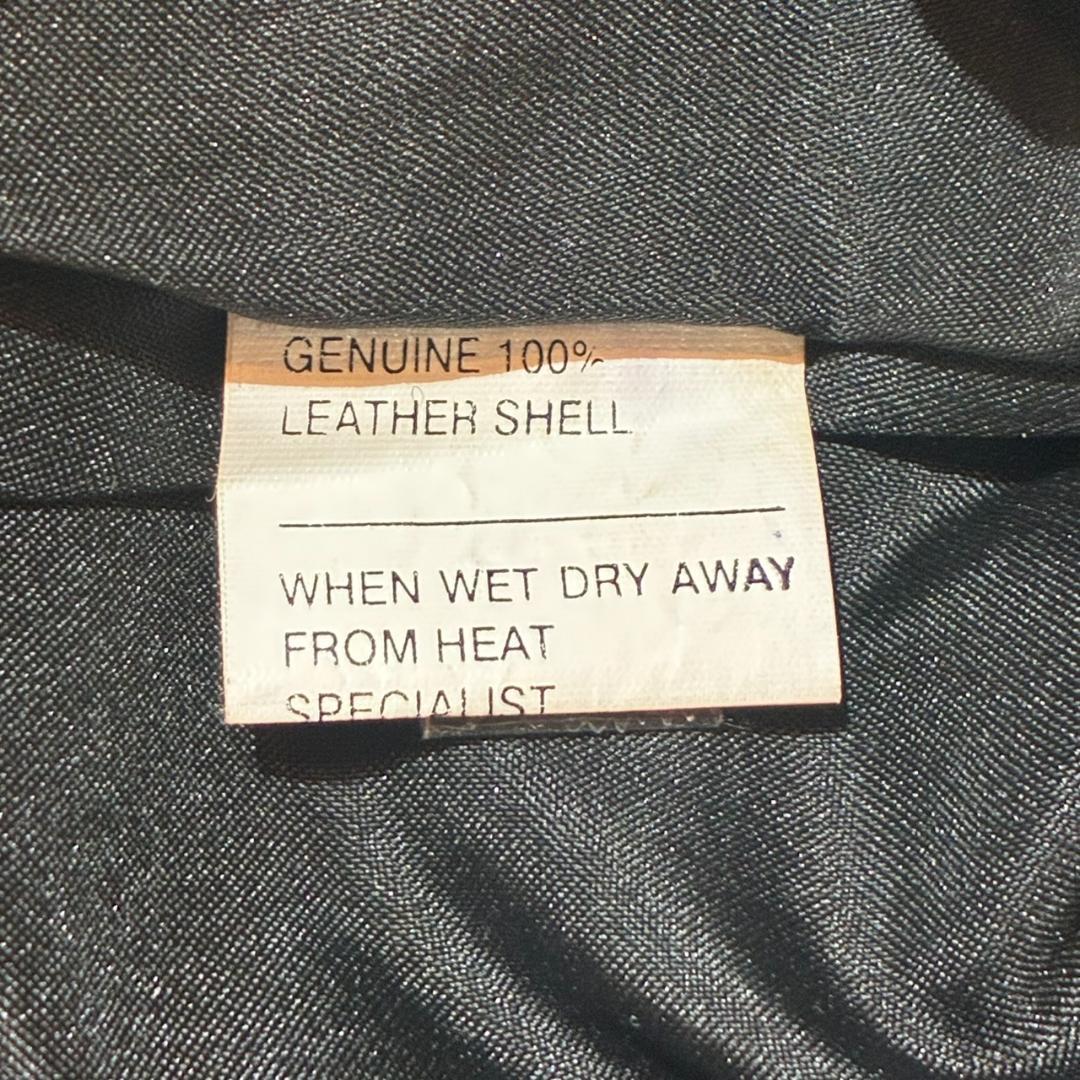 GENUINE 100%
LEATHER SHELL
WHEN WET DRY AWAY
FROM HEAT
SPECIALIST